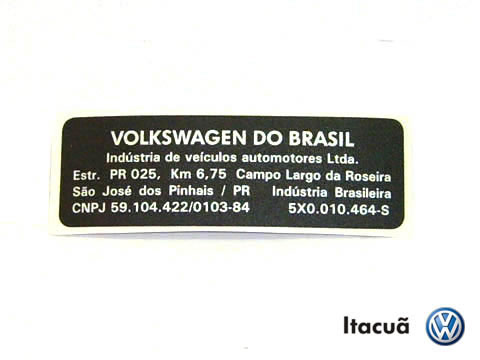 VOLKSWAGEN DO BRASIL
Indústria de veículos automotores Ltda.
Estr. PR 025, Km 6,75 Campo Largo da Roseira
São José dos Pinhais / PR Indústria Brasileira
CNPJ 59.104.422/0103-84 5X0.010.464-S
Itacuã